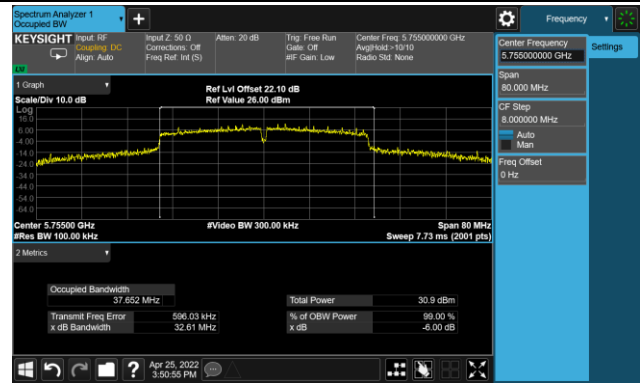 Spectrum Analyzer 1
Occupied BW
+
Frequency
KEYSIGHT
Input: RF
Coupling: DC
Align: Auto
Input Z: 50 Ω
Corrections: Off
Freq Ref: Int (S)
Atten: 20 dB
Trig: Free Run
Gate: Off
#IF Gain: Low
Center Freq: 5.755000000 GHz
Avg|Hold:>10/10
Radio Std: None
Center Frequency
5.755000000 GHz
Settings
Span
80.000 MHz
CF Step
8.000000 MHz
Auto
Man
Freq Offset
0 Hz
1 Graph
Scale/Div 10.0 dB
Ref Lvl Offset 22.10 dB
Ref Value 26.00 dBm
Log
16.0
6.00
-4.00
-14.0
-24.0
-34.0
-44.0
-54.0
-64.0
Center 5.75500 GHz
#Res BW 100.00 kHz
#Video BW 300.00 kHz
Span 80 MHz
Sweep 7.73 ms (2001 pts)
2 Metrics
Occupied Bandwidth
37.652 MHz
Transmit Freq Error 596.03 kHz
x dB Bandwidth 32.61 MHz
Total Power 30.9 dBm
% of OBW Power 99.00 %
x dB -6.00 dB
?
Apr 25, 2022
3:50:55 PM